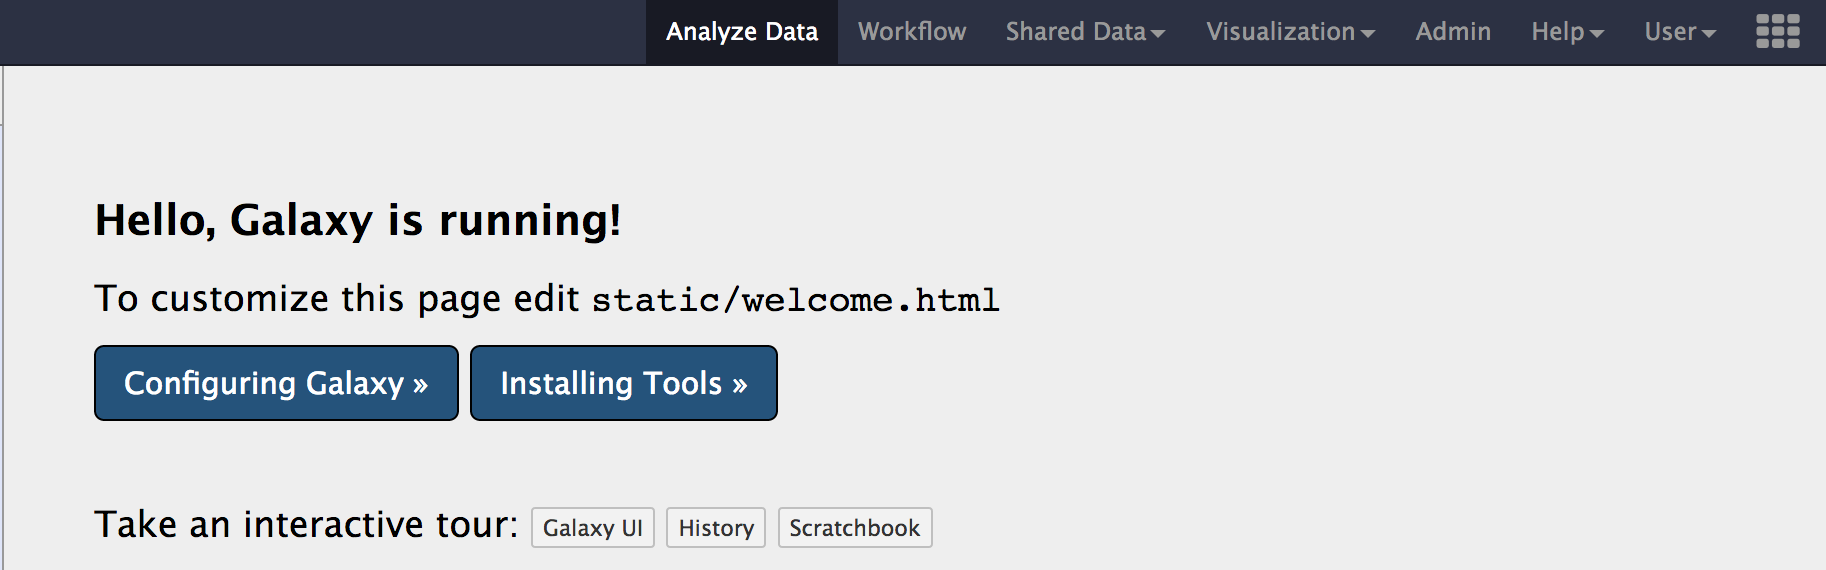 Analyze Data Workflow Shared Data Visualization Admin Help User
Hello, Galaxy is running!
To customize this page edit static/welcome.html
Configuring Galaxy » Installing Tools »
Take an interactive tour: Galaxy UI History Scratchbook